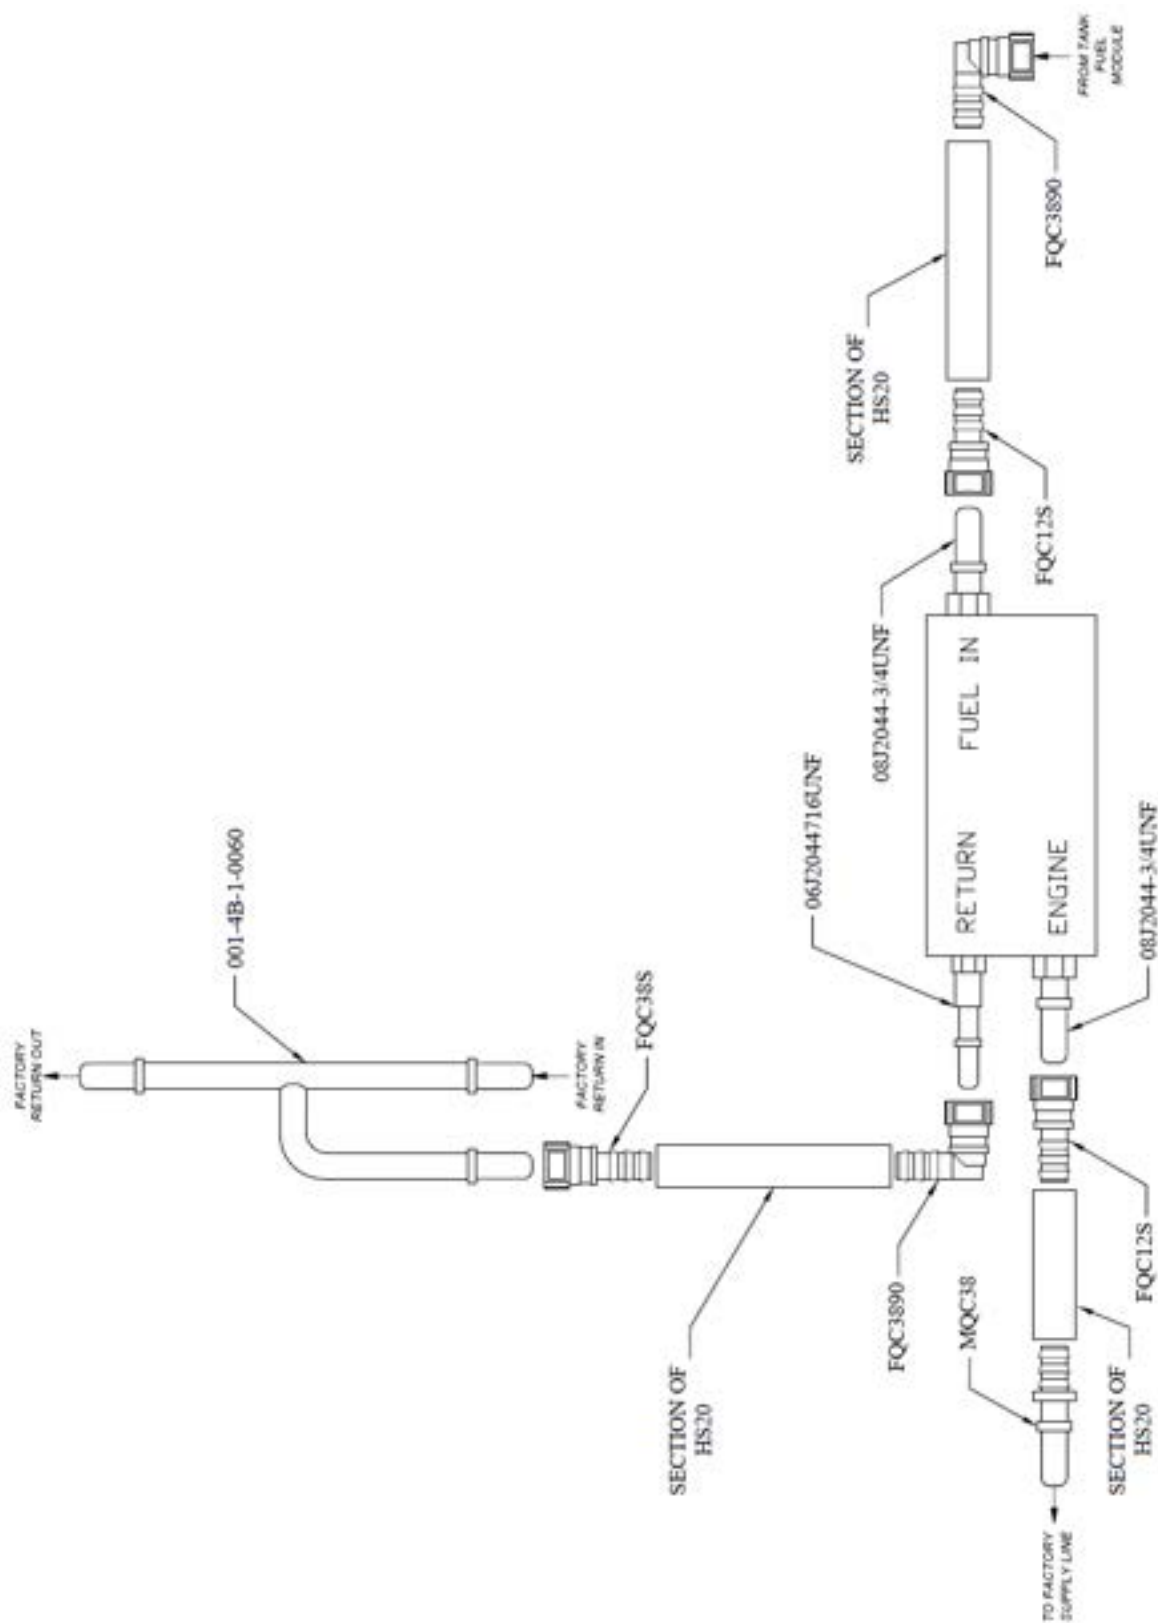 FACTORY
RETURN OUT
001-4B-1-0060
FACTORY
RETURN IN
FQC38S
SECTION OF
HS20
FQC3890
06J2044716UNF
08J2044-3/4UNF
SECTION OF
HS20
FQC12S
FQC3890
FROM TANK
FUEL
MODULE
RETURN
FUEL IN
ENGINE
08J2044-3/4UNF
FQC12S
MQC38
SECTION OF
HS20
TO FACTORY
SUPPLY LINE